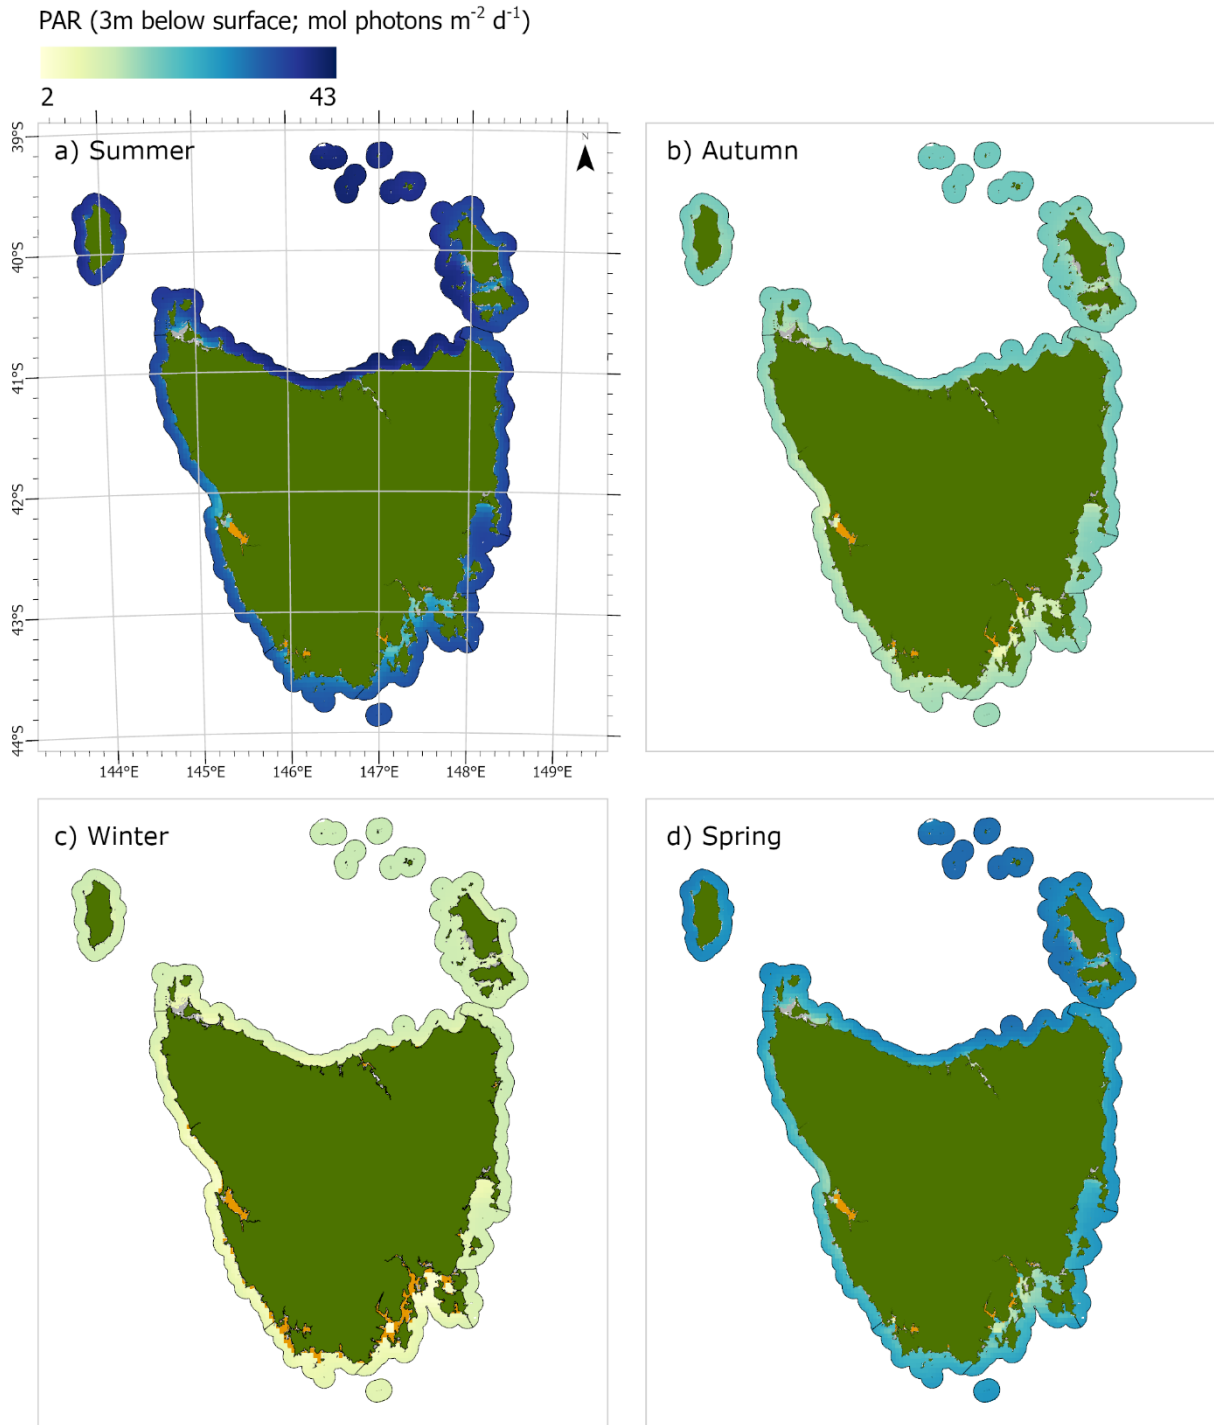 PAR (3m below surface; mol photons m⁻² d⁻¹)
2 43
a) Summer
N
39°S
40°S
41°S
42°S
43°S
44°S
144°E 145°E 146°E 147°E 148°E 149°E
b) Autumn
c) Winter
d) Spring